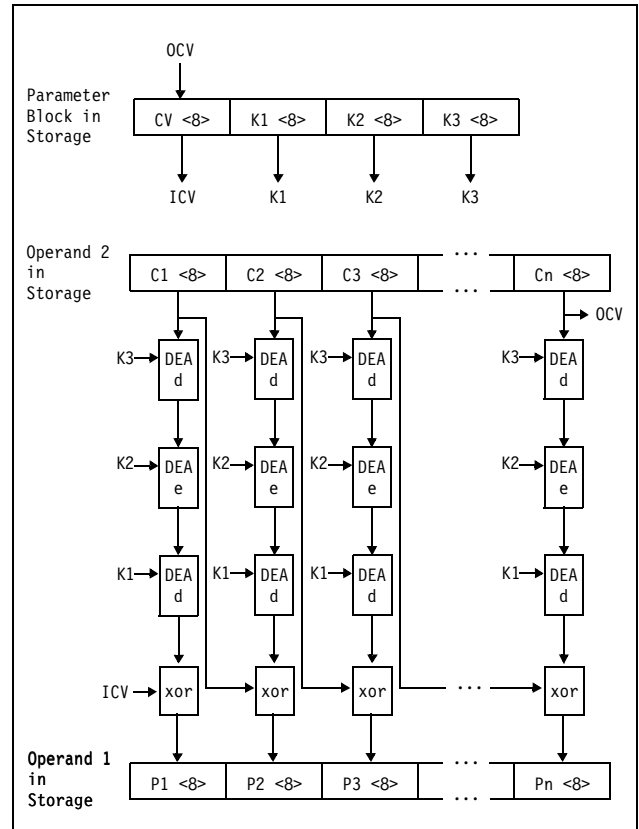 OCV
Parameter
Block in
Storage
CV <8> K1 <8> K2 <8> K3 <8>
ICV K1 K2 K3
Operand 2
in
Storage
C1 <8> C2 <8> C3 <8> ... ... Cn <8>
OCV
K3 DEA d K3 DEA d K3 DEA d K3 DEA d
K2 DEA e K2 DEA e K2 DEA e K2 DEA e
K1 DEA d K1 DEA d K1 DEA d K1 DEA d
ICV xor xor xor ... xor
Operand 1
in
Storage
P1 <8> P2 <8> P3 <8> ... ... Pn <8>